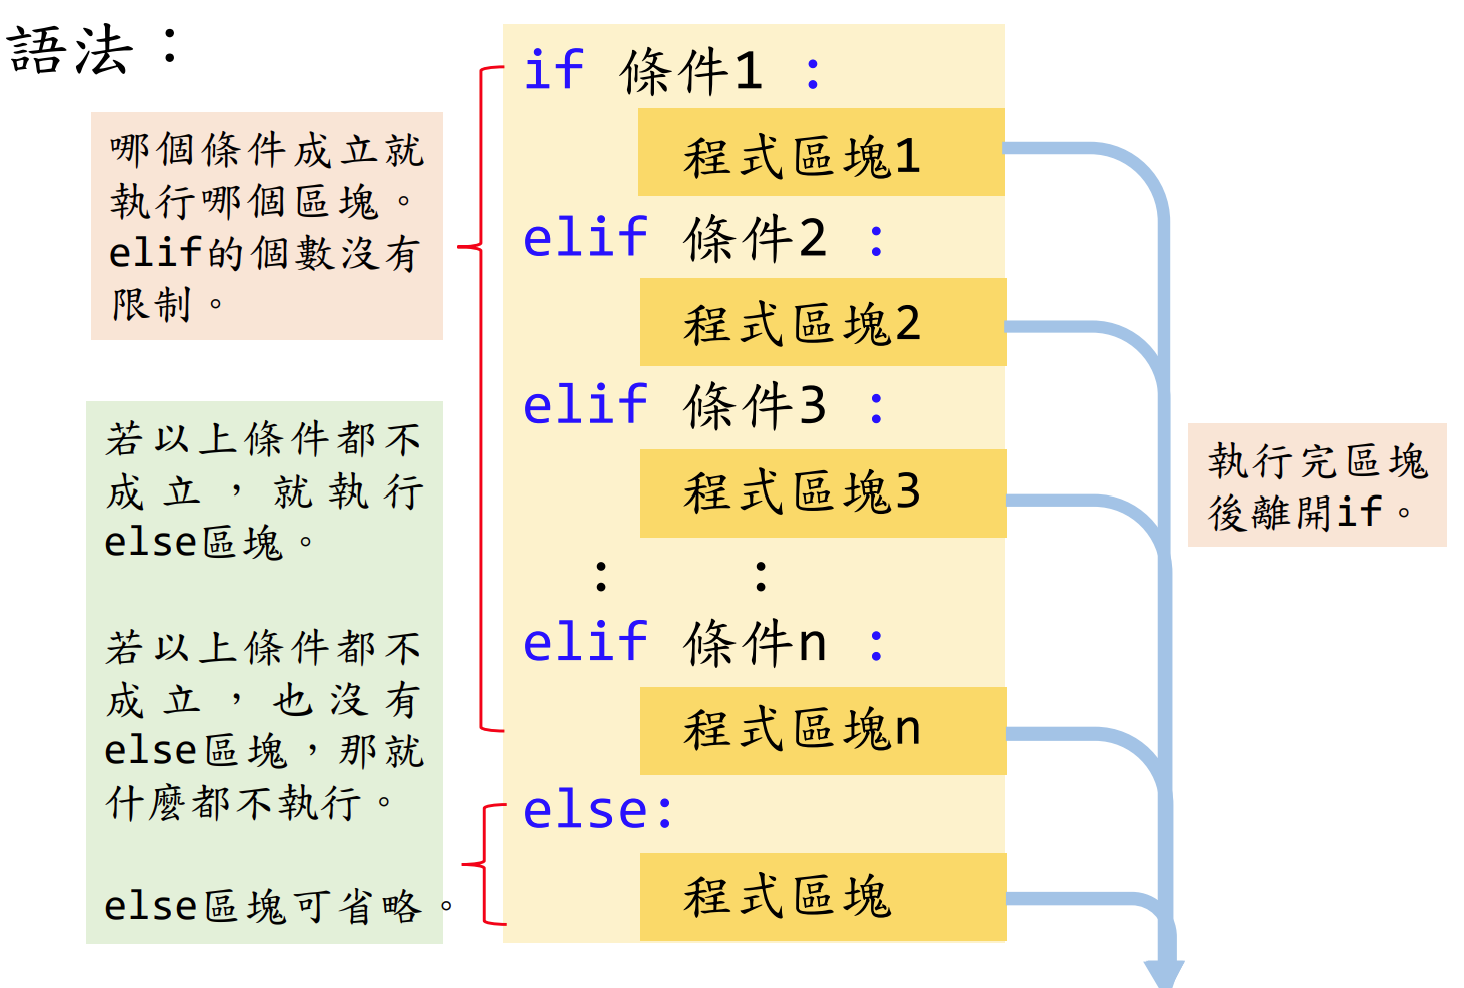 語法：
哪個條件成立就
執行哪個區塊。
elif的個數沒有
限制。
若以上條件都不
成立，就執行
else區塊。
若以上條件都不
成立，也沒有
else區塊，那就
什麼都不執行。
else區塊可省略。
if 條件1 :
程式區塊1
elif 條件2 :
程式區塊2
elif 條件3 :
程式區塊3
: :
elif 條件n :
程式區塊n
else:
程式區塊
執行完區塊
後離開if。